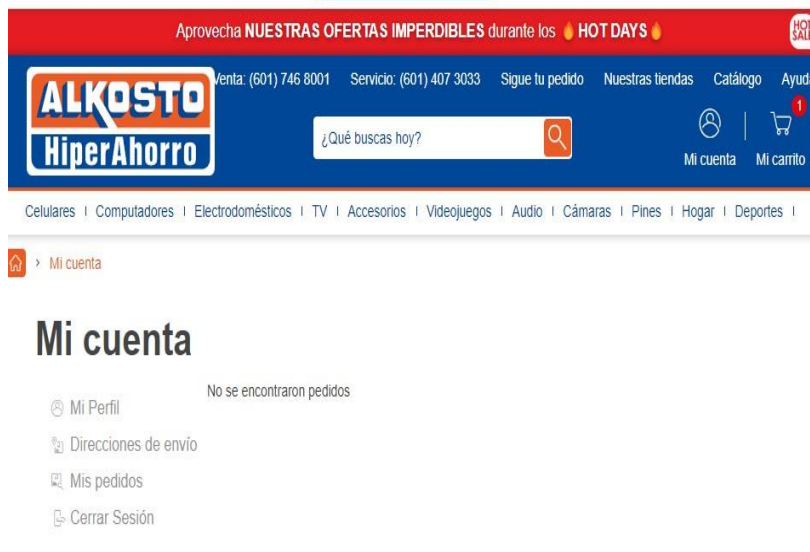 Aprovecha NUESTRAS OFERTAS IMPERDIBLES durante los HOT DAYS
HOT
SALE
ALKOSTO
HiperAhorro
Venta: (601) 746 8001 Servicio: (601) 407 3033 Sigue tu pedido Nuestras tiendas Catálogo Ayuda
¿Qué buscas hoy?
1
Mi cuenta Mi carrito
Celulares Computadores Electrodomésticos TV Accesorios Videojuegos Audio Cámaras Pines Hogar Deportes
Mi cuenta
Mi cuenta
No se encontraron pedidos
Mi Perfil
Direcciones de envío
Mis pedidos
Cerrar Sesión